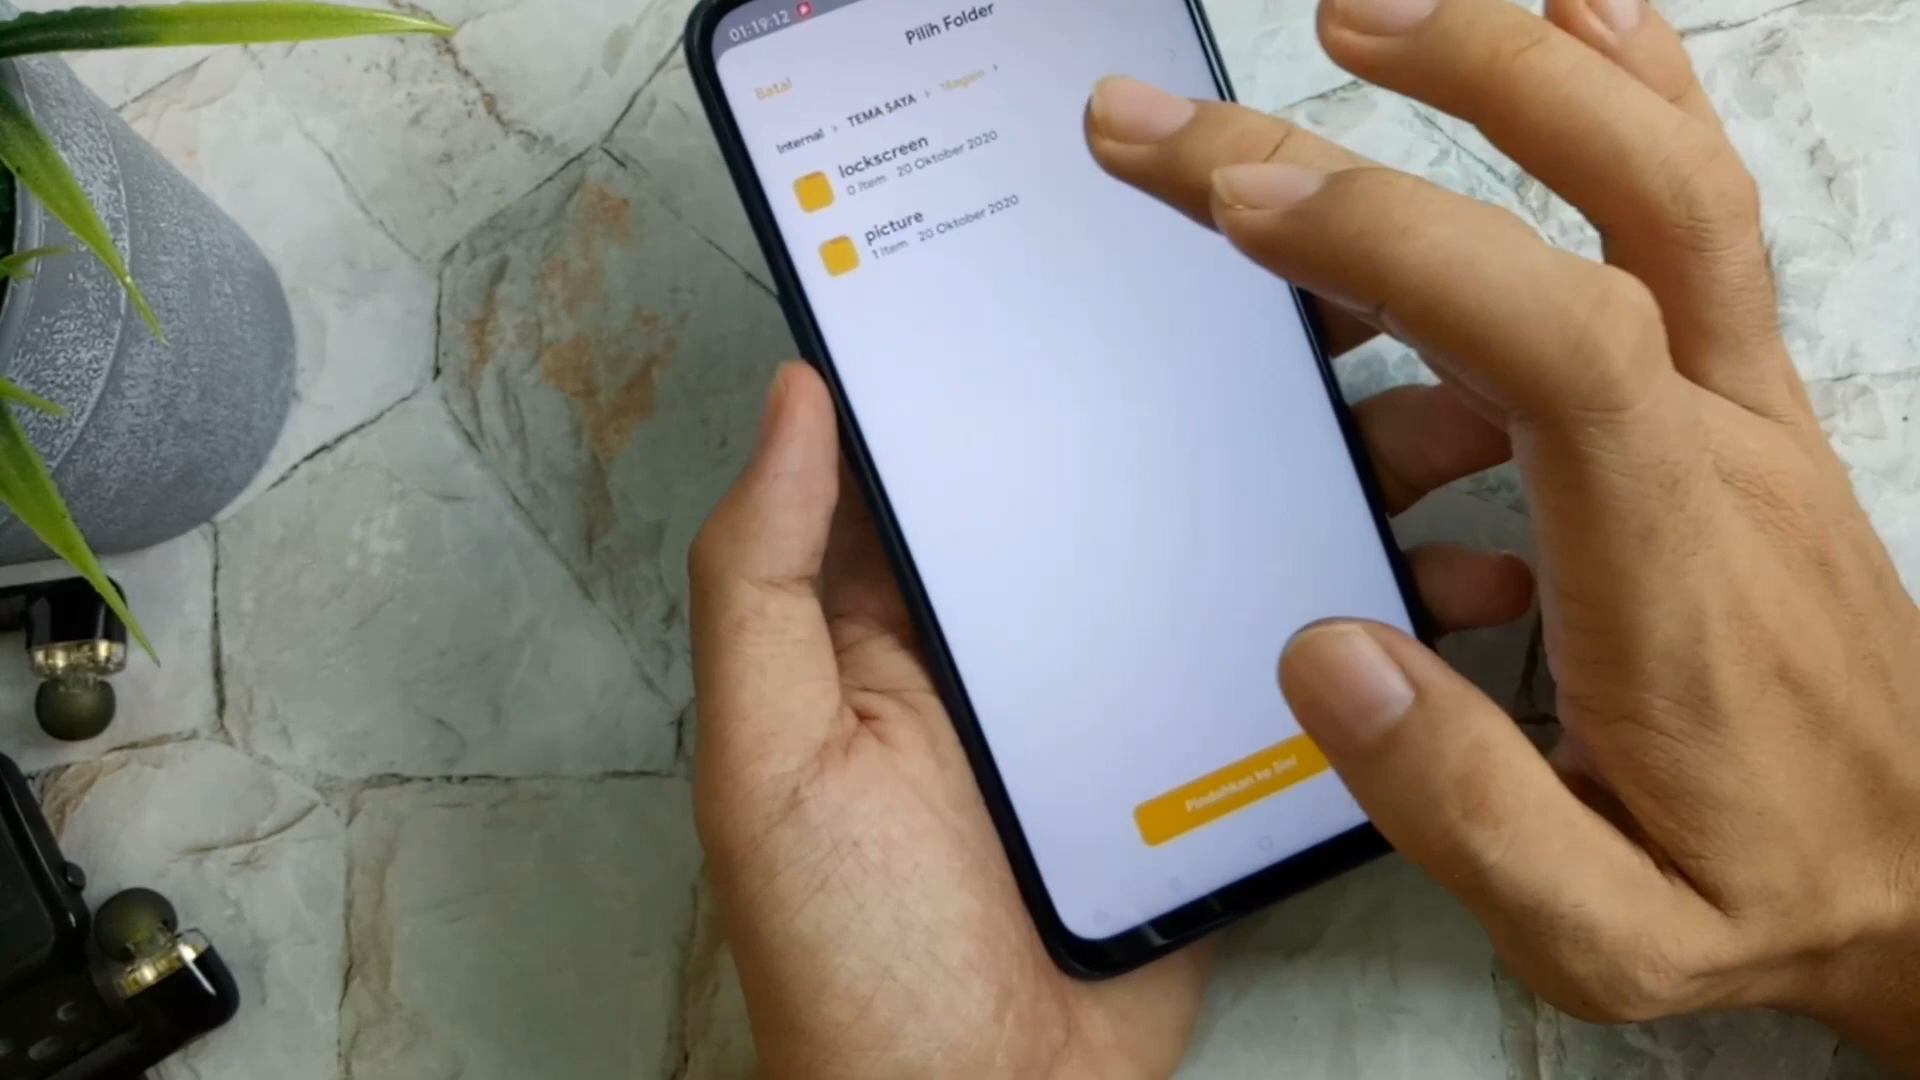 01:19:12
Pilih Folder
Batal
Internal › TEMA SAYA › Magen ›
lockscreen
0 Item 20 Oktober 2020
picture
1 Item 20 Oktober 2020
Pindahkan ke Sini